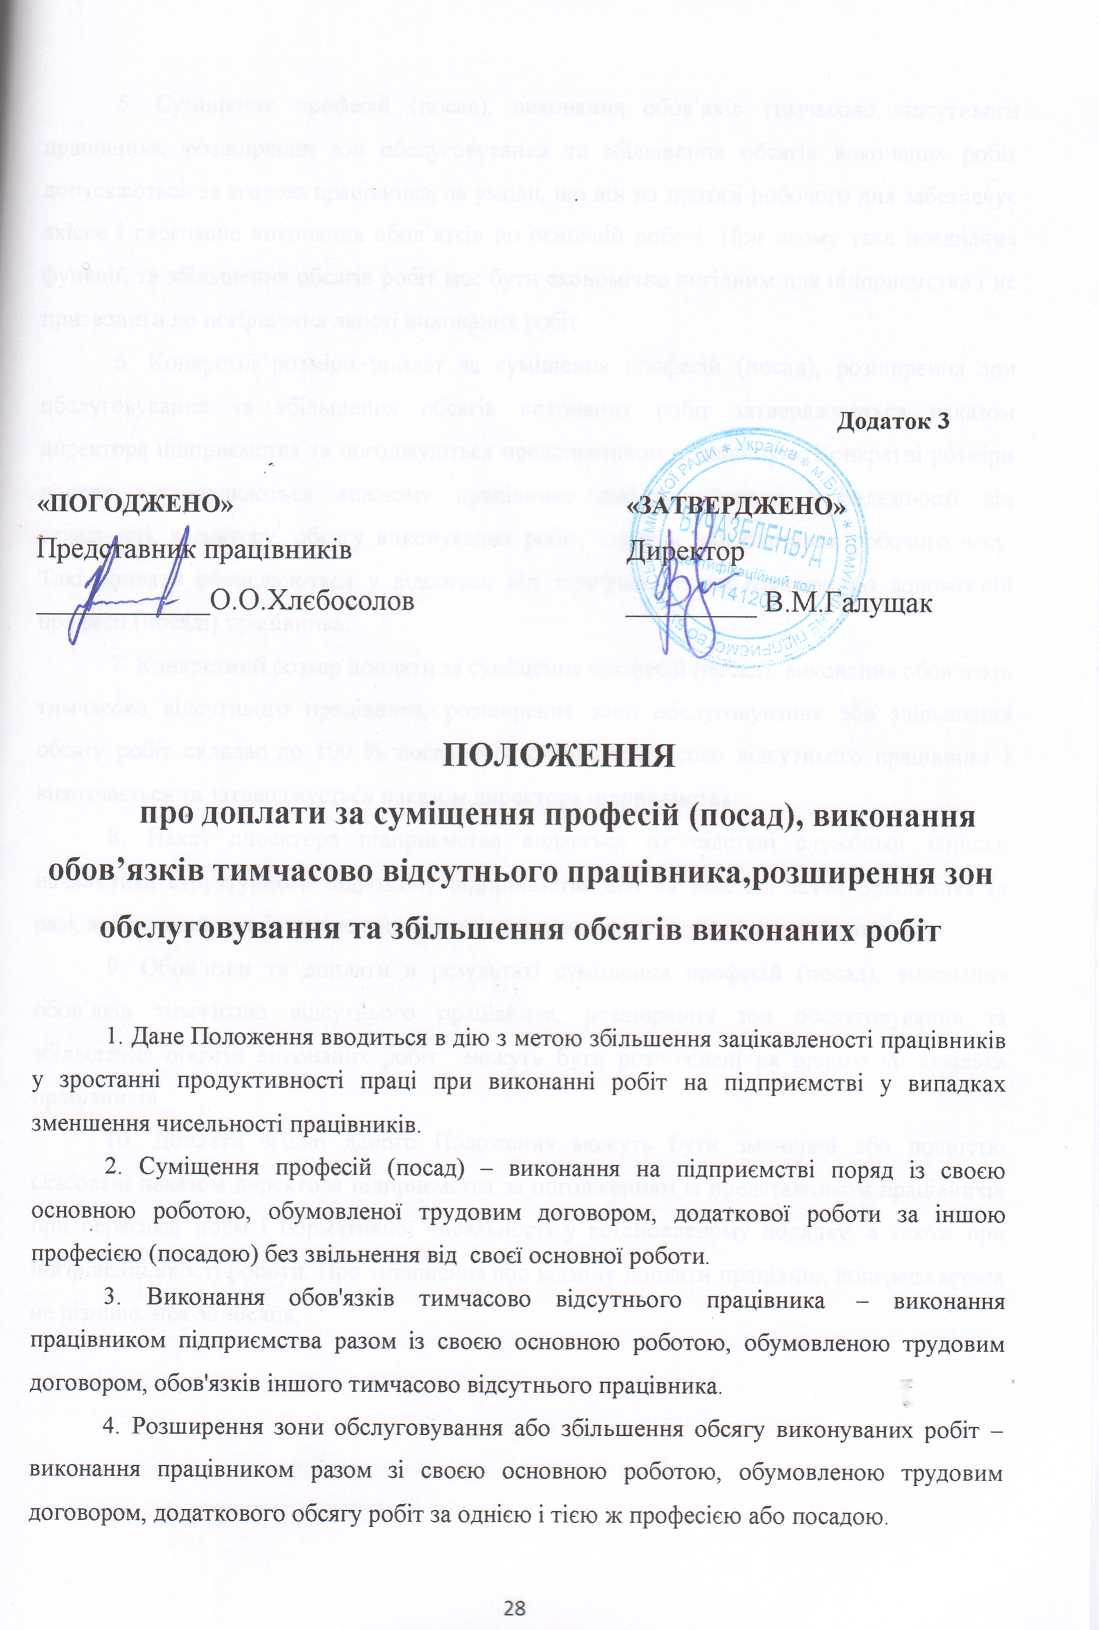 Додаток 3
«ПОГОДЖЕНО»
Представник працівників
О.О.Хлєбосолов
«ЗАТВЕРДЖЕНО»
Директор
В.М.Галущак
Україна
БУЧАЗЕЛЕНБУД
ПОЛОЖЕННЯ
про доплати за суміщення професій (посад), виконання
обов’язків тимчасово відсутнього працівника,розширення зон
обслуговування та збільшення обсягів виконаних робіт
1. Дане Положення вводиться в дію з метою збільшення зацікавленості працівників
у зростанні продуктивності праці при виконанні робіт на підприємстві у випадках
зменшення чисельності працівників.
2. Суміщення професій (посад) – виконання на підприємстві поряд із своєю
основною роботою, обумовленої трудовим договором, додаткової роботи за іншою
професією (посадою) без звільнення від своєї основної роботи.
3. Виконання обов'язків тимчасово відсутнього працівника – виконання
працівником підприємства разом із своєю основною роботою, обумовленою трудовим
договором, обов'язків іншого тимчасово відсутнього працівника.
4. Розширення зони обслуговування або збільшення обсягу виконуваних робіт –
виконання працівником разом зі своєю основною роботою, обумовленою трудовим
договором, додаткового обсягу робіт за однією і тією ж професією або посадою.
28